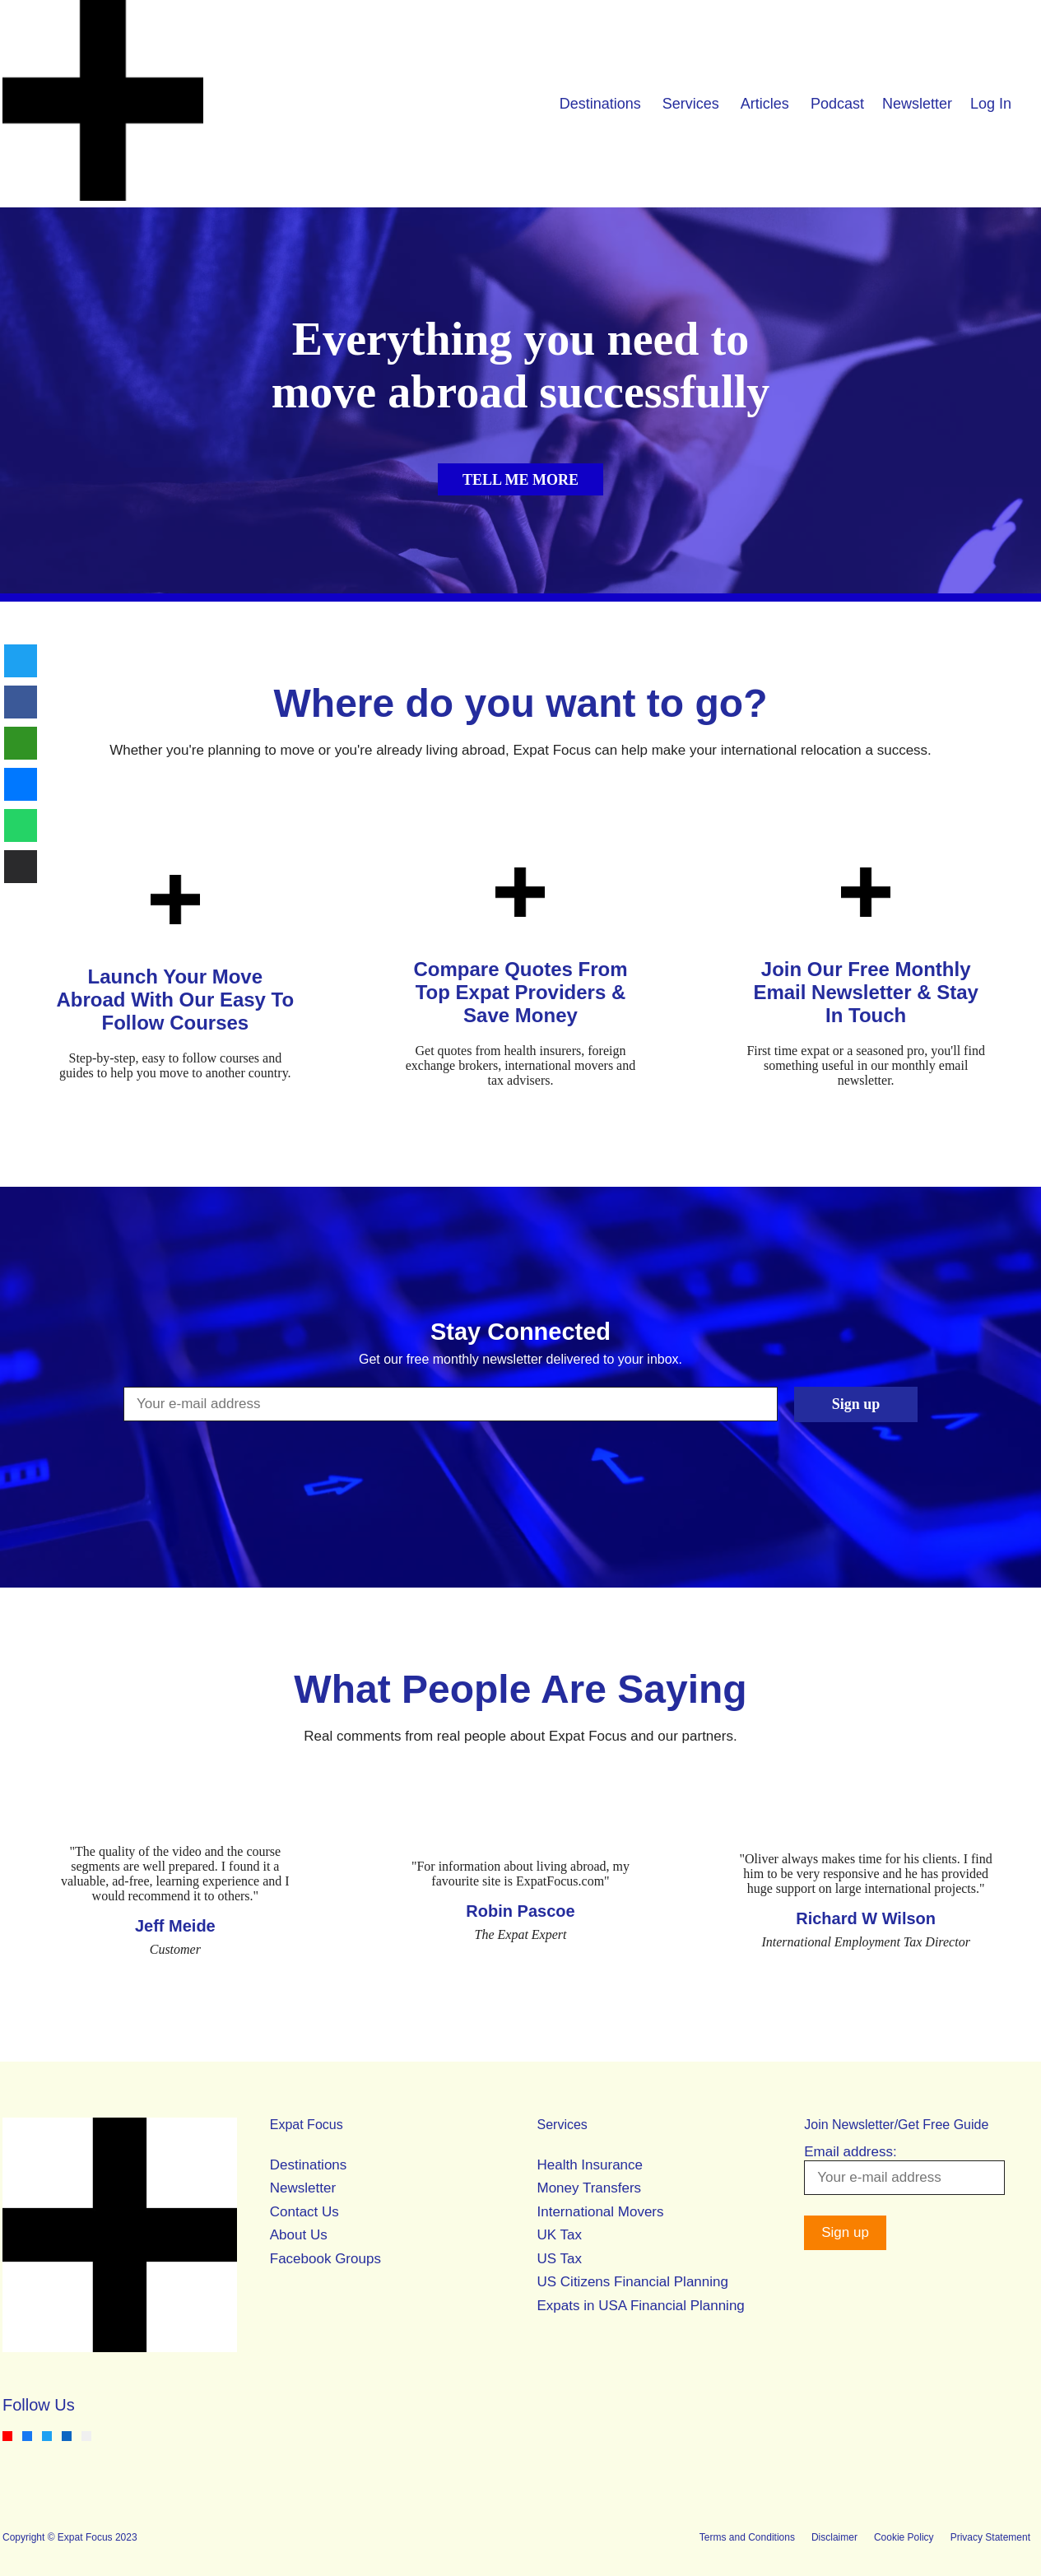 Destinations Services Articles Podcast Newsletter Log In
Everything you need to
move abroad successfully
TELL ME MORE
Where do you want to go?
Whether you're planning to move or you're already living abroad, Expat Focus can help make your international relocation a success.
Launch Your Move
Abroad With Our Easy To
Follow Courses
Step-by-step, easy to follow courses and
guides to help you move to another country.
Compare Quotes From
Top Expat Providers &
Save Money
Get quotes from health insurers, foreign
exchange brokers, international movers and
tax advisers.
Join Our Free Monthly
Email Newsletter & Stay
In Touch
First time expat or a seasoned pro, you'll find
something useful in our monthly email
newsletter.
Stay Connected
Get our free monthly newsletter delivered to your inbox.
Your e-mail address
Sign up
What People Are Saying
Real comments from real people about Expat Focus and our partners.
"The quality of the video and the course
segments are well prepared. I found it a
valuable, ad-free, learning experience and I
would recommend it to others."
Jeff Meide
Customer
"For information about living abroad, my
favourite site is ExpatFocus.com"
Robin Pascoe
The Expat Expert
"Oliver always makes time for his clients. I find
him to be very responsive and he has provided
huge support on large international projects."
Richard W Wilson
International Employment Tax Director
Expat Focus
Destinations
Newsletter
Contact Us
About Us
Facebook Groups
Services
Health Insurance
Money Transfers
International Movers
UK Tax
US Tax
US Citizens Financial Planning
Expats in USA Financial Planning
Join Newsletter/Get Free Guide
Email address:
Your e-mail address
Sign up
Follow Us
Copyright © Expat Focus 2023
Terms and Conditions Disclaimer Cookie Policy Privacy Statement